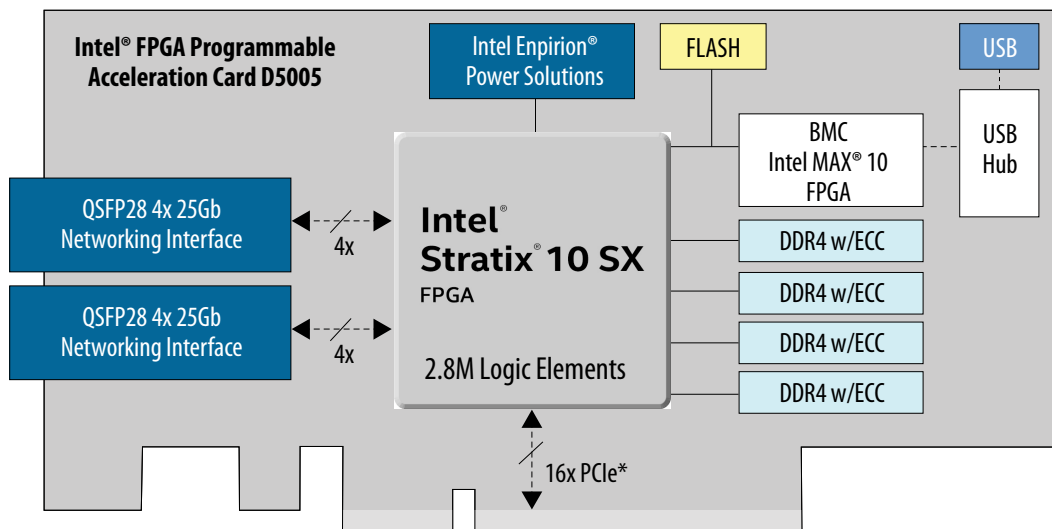 Intel® FPGA Programmable
Acceleration Card D5005
Intel Enpirion®
Power Solutions
FLASH
USB
BMC
Intel MAX® 10
FPGA
USB
Hub
QSFP28 4x 25Gb
Networking Interface
4x
QSFP28 4x 25Gb
Networking Interface
4x
Intel®
Stratix® 10 SX
FPGA
2.8M Logic Elements
DDR4 w/ECC
DDR4 w/ECC
DDR4 w/ECC
DDR4 w/ECC
16x PCIe*